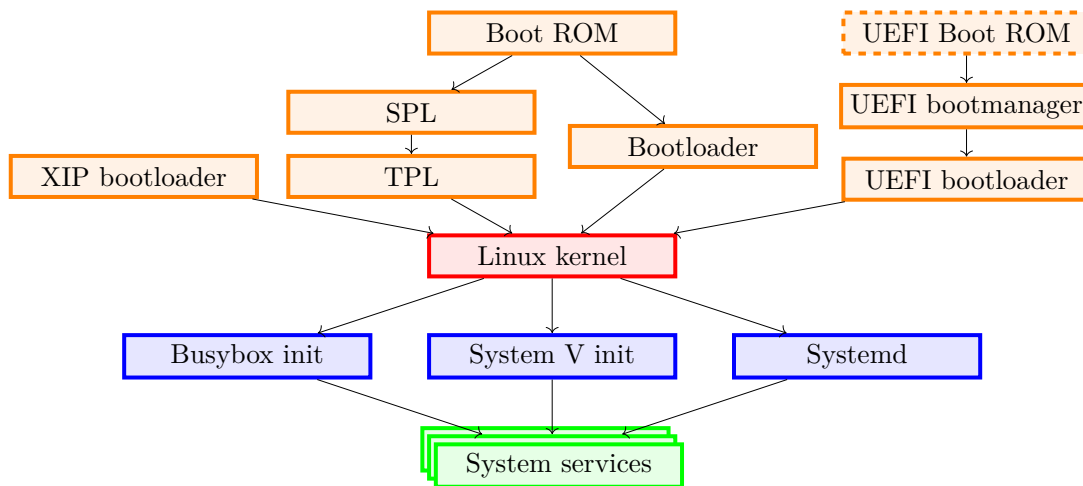 Boot ROM
UEFI Boot ROM
SPL
UEFI bootmanager
Bootloader
XIP bootloader
TPL
UEFI bootloader
Linux kernel
Busybox init
System V init
Systemd
System services